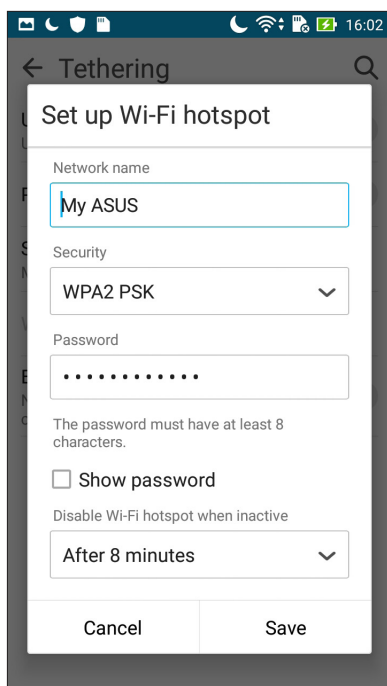 16:02
Tethering
Set up Wi-Fi hotspot
Network name
My ASUS
Security
WPA2 PSK
Password
............
The password must have at least 8
characters.
Show password
Disable Wi-Fi hotspot when inactive
After 8 minutes
Cancel
Save